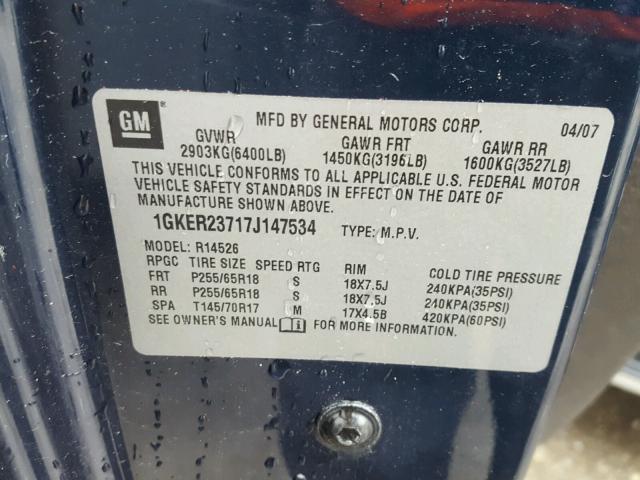 GM ®
MFD BY GENERAL MOTORS CORP. 04/07
GVWR GAWR FRT GAWR RR
2903KG(6400LB) 1450KG(3196LB) 1600KG(3527LB)
THIS VEHICLE CONFORMS TO ALL APPLICABLE U.S. FEDERAL MOTOR
VEHICLE SAFETY STANDARDS IN EFFECT ON THE DATE OF
MANUFACTURE SHOWN ABOVE.
1GKER23717J147534 TYPE: M.P.V.
MODEL: R14526
RPGC TIRE SIZE SPEED RTG RIM COLD TIRE PRESSURE
FRT P255/65R18 S 18X7.5J 240KPA(35PSI)
RR P255/65R18 S 18X7.5J 240KPA(35PSI)
SPA T145/70R17 M 17X4.5B 420KPA(60PSI)
SEE OWNER'S MANUAL FOR MORE INFORMATION.